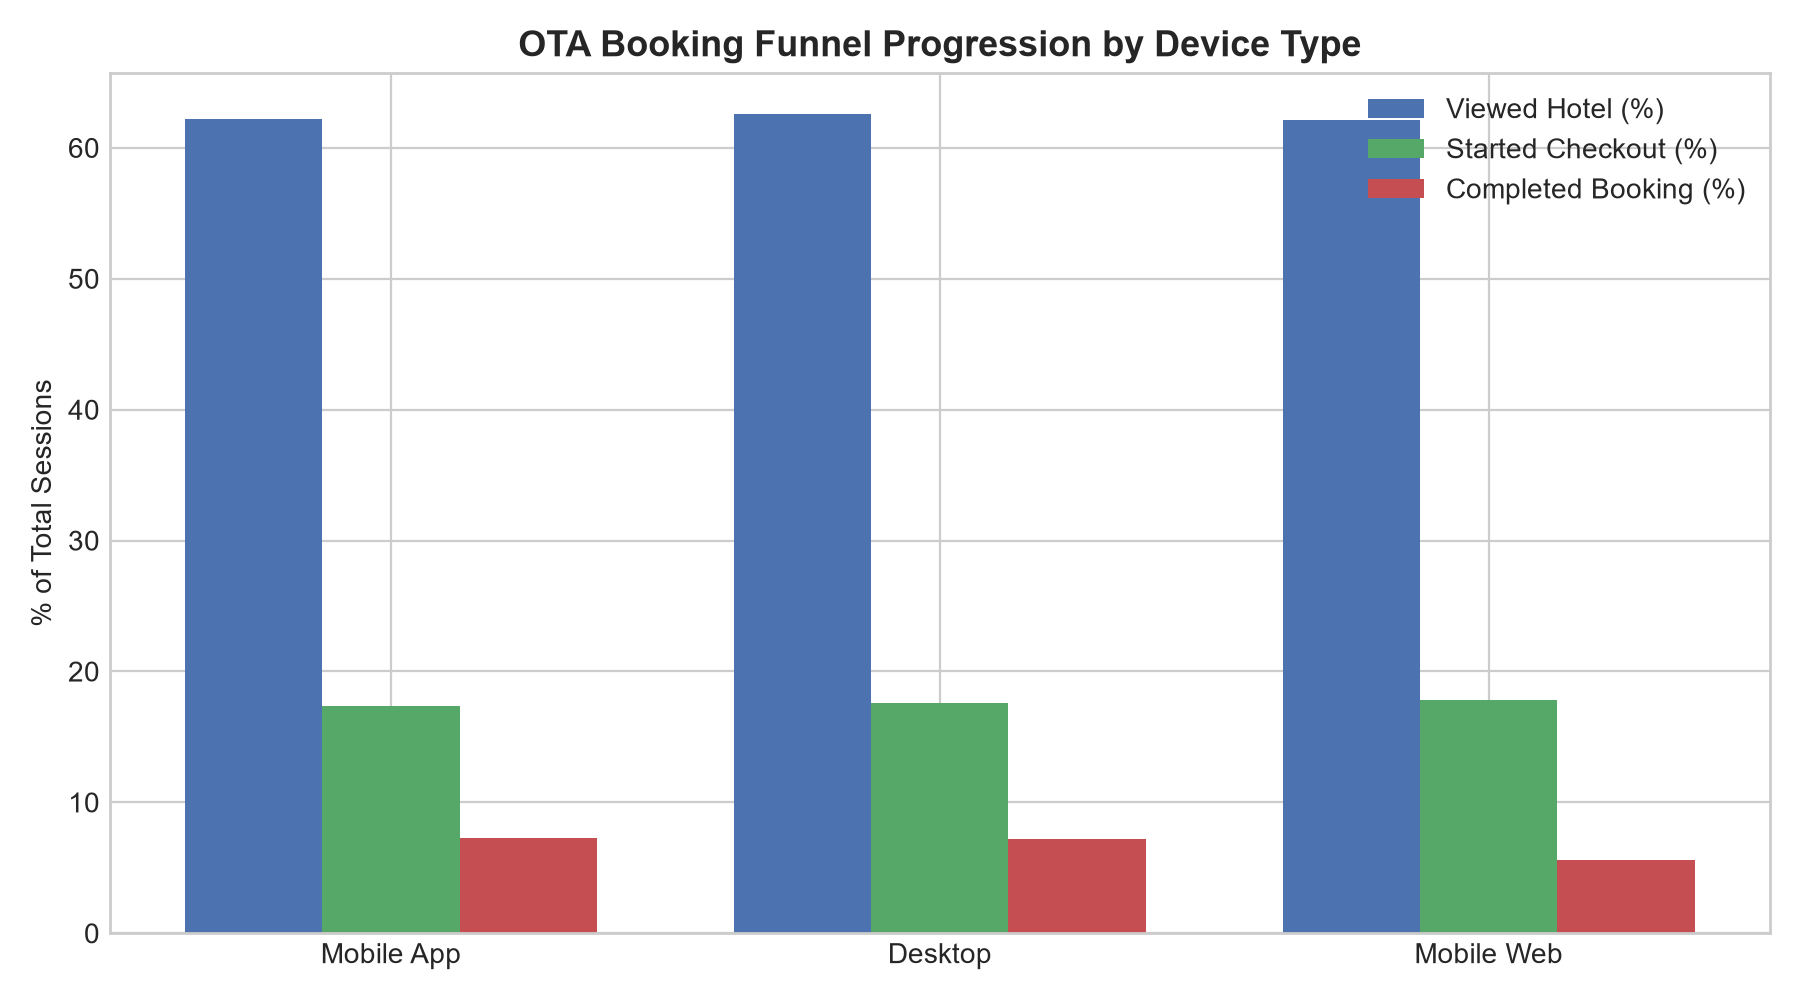 OTA Booking Funnel Progression by Device Type
Viewed Hotel (%)
Started Checkout (%)
Completed Booking (%)
% of Total Sessions
60
50
40
30
20
10
0
Mobile App
Desktop
Mobile Web